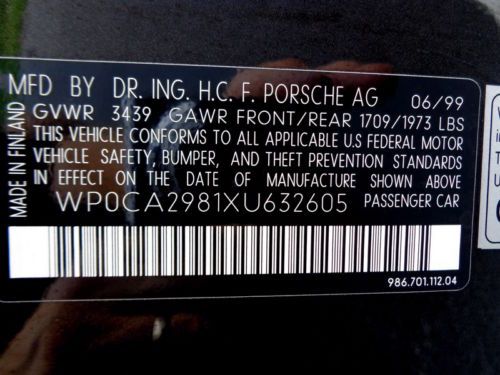 MFD BY DR. ING. H.C. F. PORSCHE AG 06/99
GVWR 3439 GAWR FRONT/REAR 1709/1973 LBS
THIS VEHICLE CONFORMS TO ALL APPLICABLE U.S FEDERAL MOTOR
VEHICLE SAFETY, BUMPER, AND THEFT PREVENTION STANDARDS
IN EFFECT ON THE DATE OF MANUFACTURE SHOWN ABOVE
WP0CA2981XU632605 PASSENGER CAR
986.701.112.04
MADE IN FINLAND